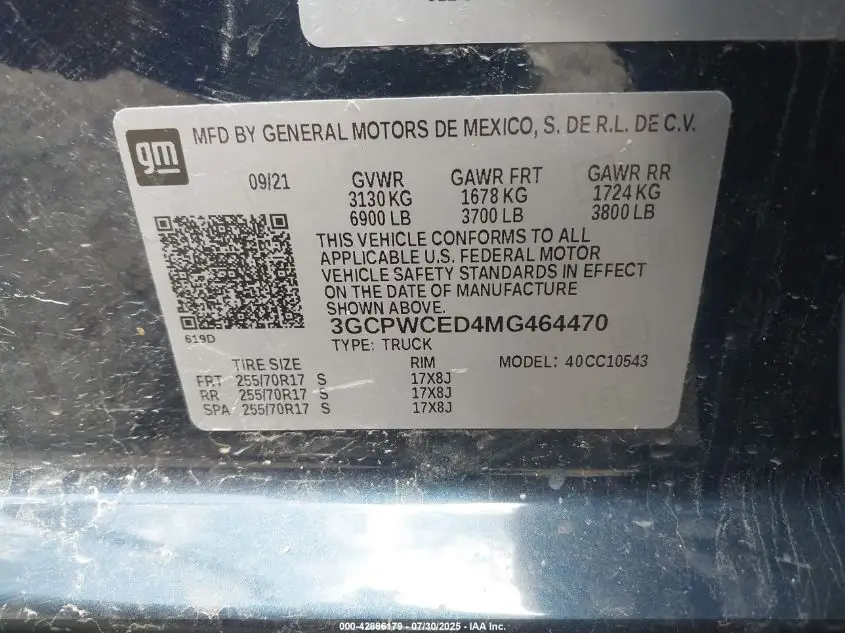 gm
MFD BY GENERAL MOTORS DE MEXICO, S. DE R.L. DE C.V.
09/21
GVWR GAWR FRT GAWR RR
3130 KG 1678 KG 1724 KG
6900 LB 3700 LB 3800 LB
THIS VEHICLE CONFORMS TO ALL
APPLICABLE U.S. FEDERAL MOTOR
VEHICLE SAFETY STANDARDS IN EFFECT
ON THE DATE OF MANUFACTURE
SHOWN ABOVE.
3GCPWCED4MG464470
619D
TYPE: TRUCK
TIRE SIZE RIM MODEL: 40CC10543
FRT 255/70R17 S 17X8J
RR 255/70R17 S 17X8J
SPA 255/70R17 S 17X8J
000-42886179 - 07/30/2025 - IAA Inc.